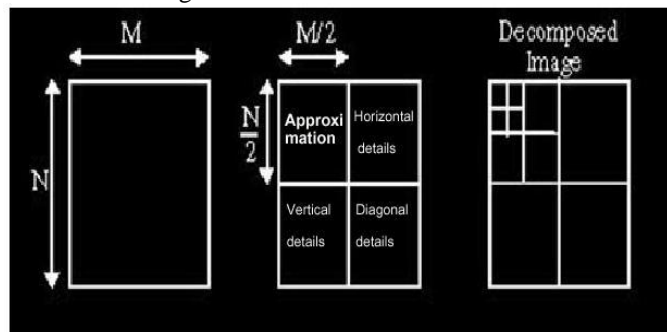 M
N
M/2
N
2
Approxi
mation
Horizontal
details
Vertical
details
Diagonal
details
Decomposed
Image